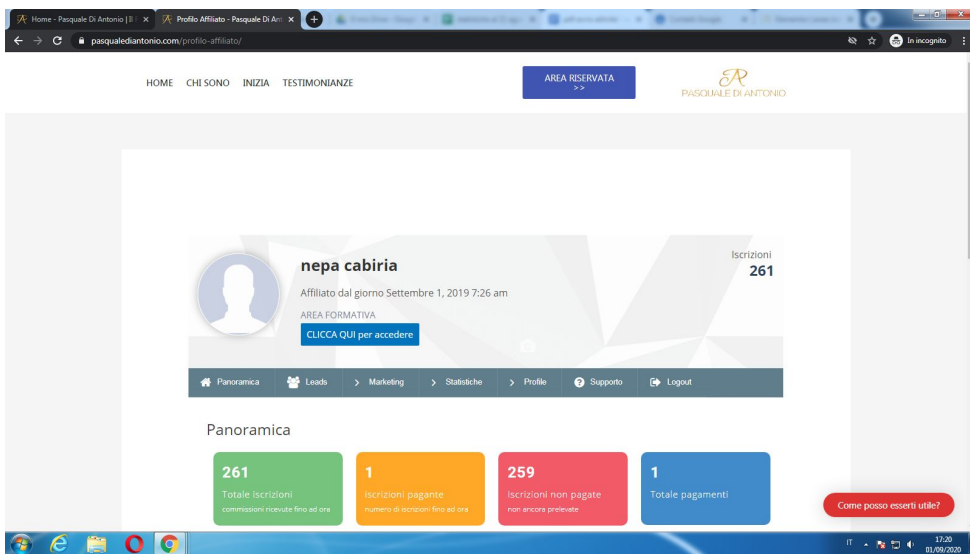 Home - Pasquale Di Antonio | Il
Profilo Affiliato - Pasquale Di Ant
pasqualediantonio.com/profilo-affiliato/
In incognito
HOME CHI SONO INIZIA TESTIMONIANZE
AREA RISERVATA
>>
PASQUALE DI ANTONIO
Iscrizioni
261
nepa cabiria
Affiliato dal giorno Settembre 1, 2019 7:26 am
AREA FORMATIVA
CLICCA QUI per accedere
Panoramica Leads Marketing Statistiche Profile Supporto Logout
Panoramica
261
Totale Iscrizioni
commissioni ricevute fino ad ora
1
Iscrizioni pagante
numero di iscrizioni fino ad ora
259
Iscrizioni non pagate
non ancora prelevate
1
Totale pagamenti
Come posso esserti utile?
IT
17:20
01/09/2020